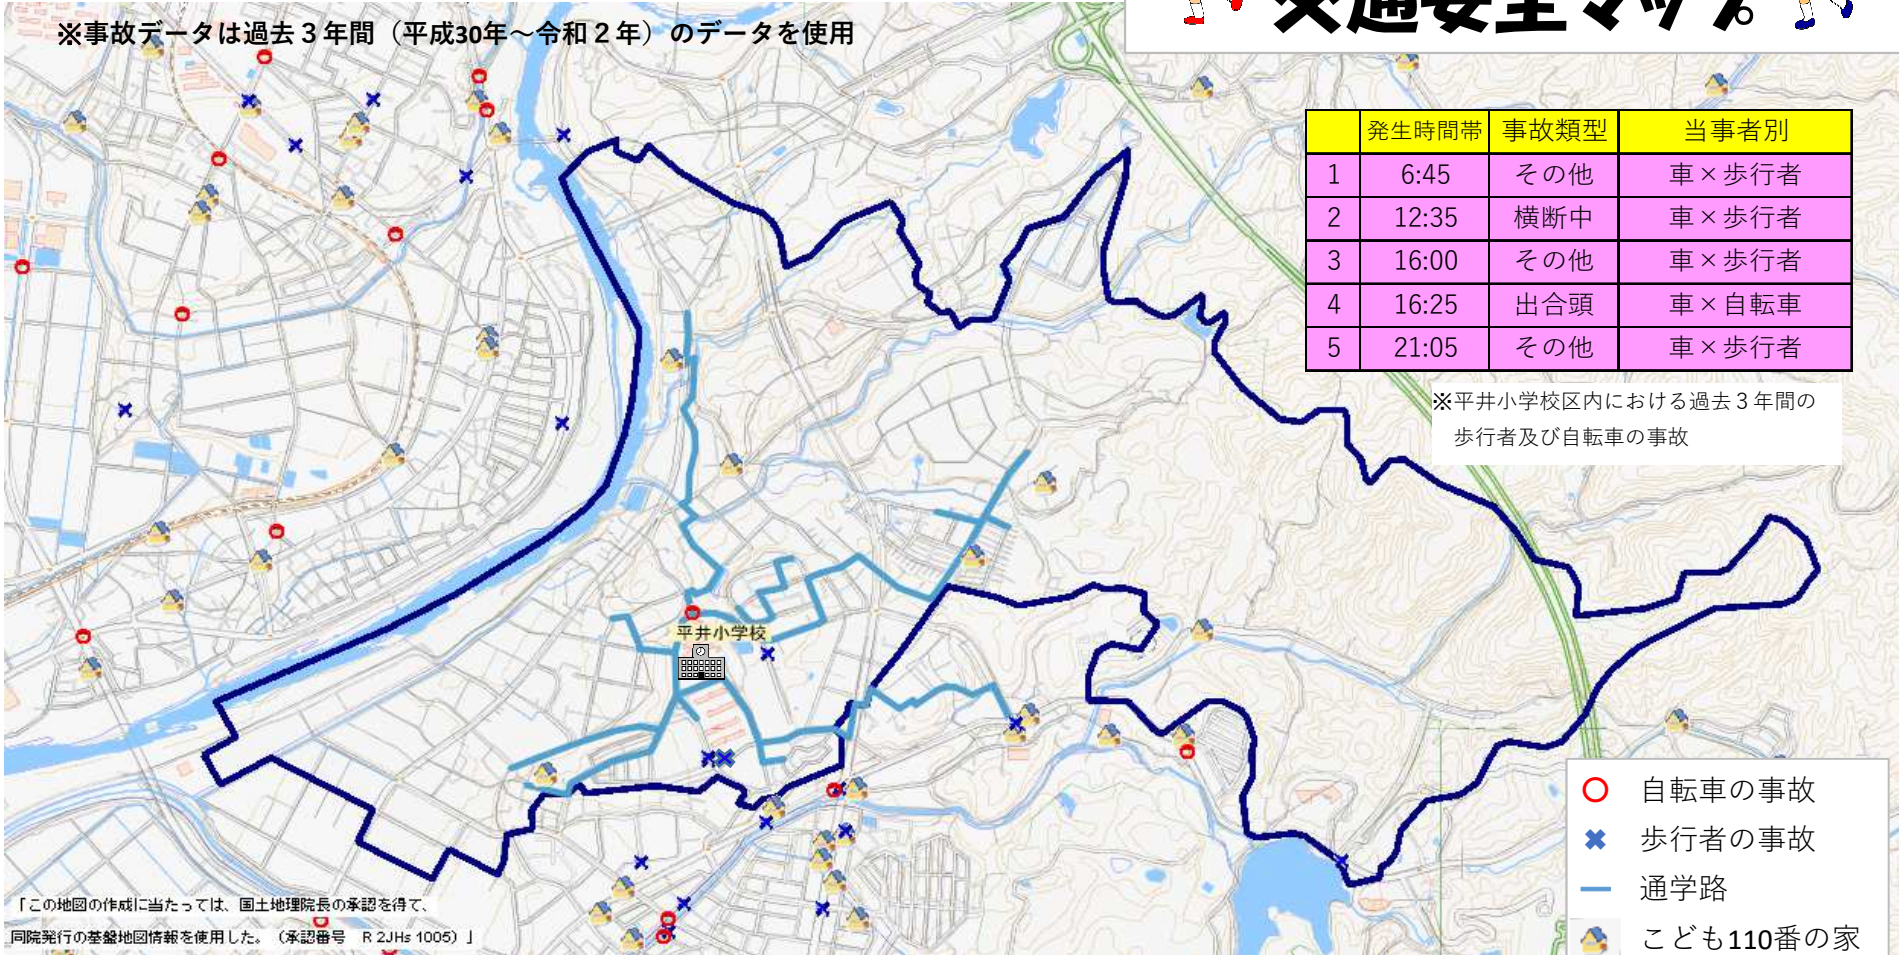 交通安全マップ
※事故データは過去３年間（平成30年～令和２年）のデータを使用
発生時間帯 事故類型 当事者別
1 6:45 その他 車×歩行者
2 12:35 横断中 車×歩行者
3 16:00 その他 車×歩行者
4 16:25 出合頭 車×自転車
5 21:05 その他 車×歩行者
※平井小学校区内における過去３年間の
歩行者及び自転車の事故
平井小学校
自転車の事故
歩行者の事故
通学路
こども110番の家
「この地図の作成に当たっては、国土地理院長の承認を得て、
同院発行の基盤地図情報を使用した。（承認番号 R 2JHs 1005）」